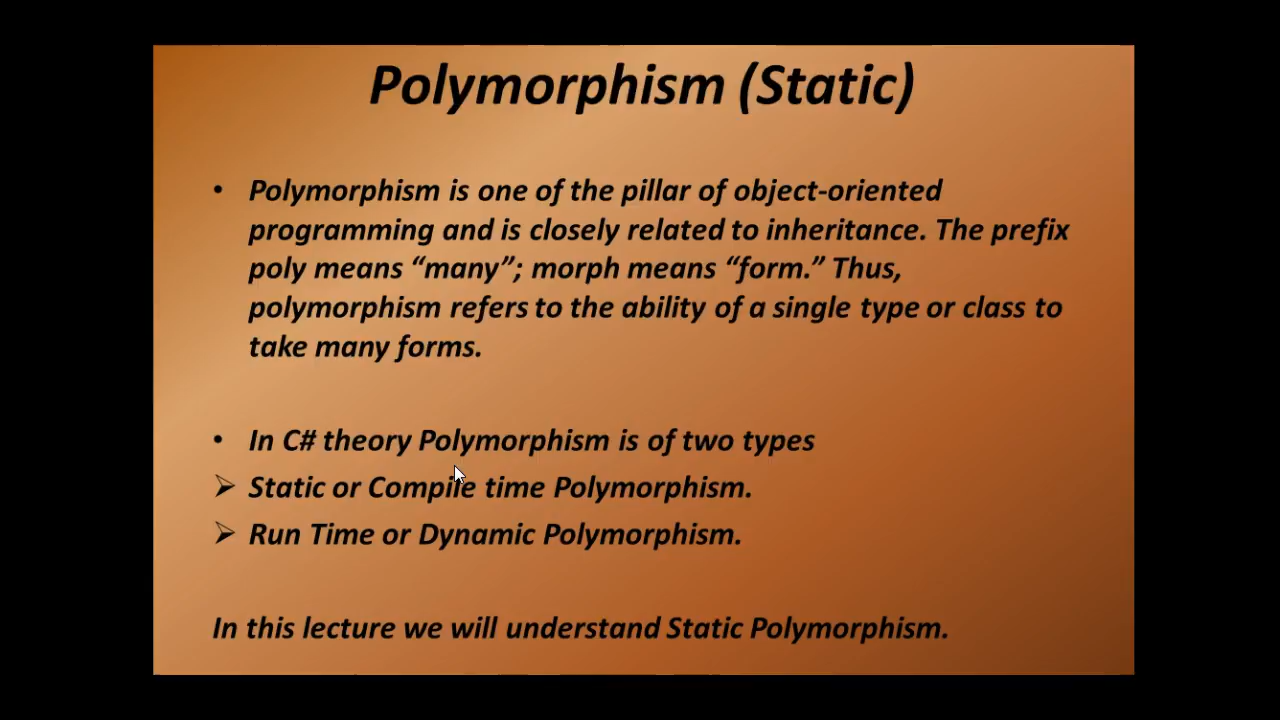 Polymorphism (Static)
• Polymorphism is one of the pillar of object-oriented
programming and is closely related to inheritance. The prefix
poly means “many”; morph means “form.” Thus,
polymorphism refers to the ability of a single type or class to
take many forms.
• In C# theory Polymorphism is of two types
➢ Static or Compile time Polymorphism.
➢ Run Time or Dynamic Polymorphism.
In this lecture we will understand Static Polymorphism.